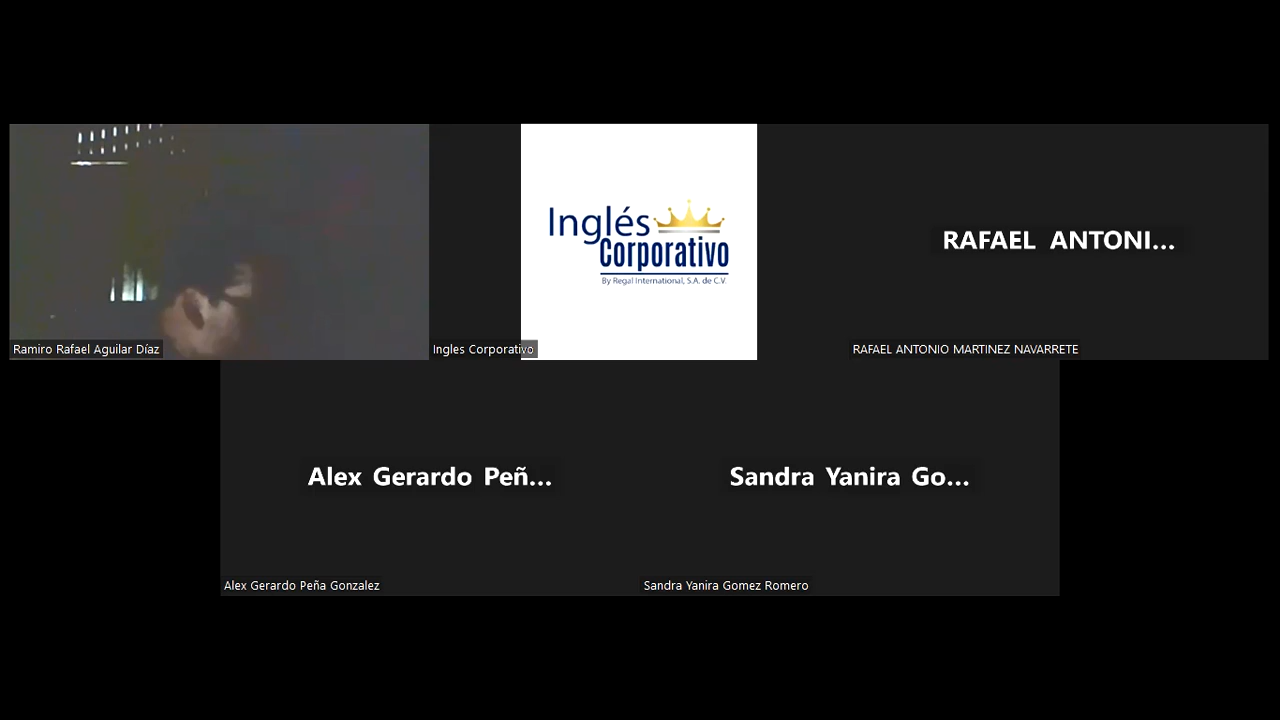 Inglés
Corporativo
By Regal International, S.A. de C.V.
RAFAEL ANTONI...
Ramiro Rafael Aguilar Díaz
Ingles Corporativo
RAFAEL ANTONIO MARTINEZ NAVARRETE
Alex Gerardo Peñ...
Sandra Yanira Go...
Alex Gerardo Peña Gonzalez
Sandra Yanira Gomez Romero